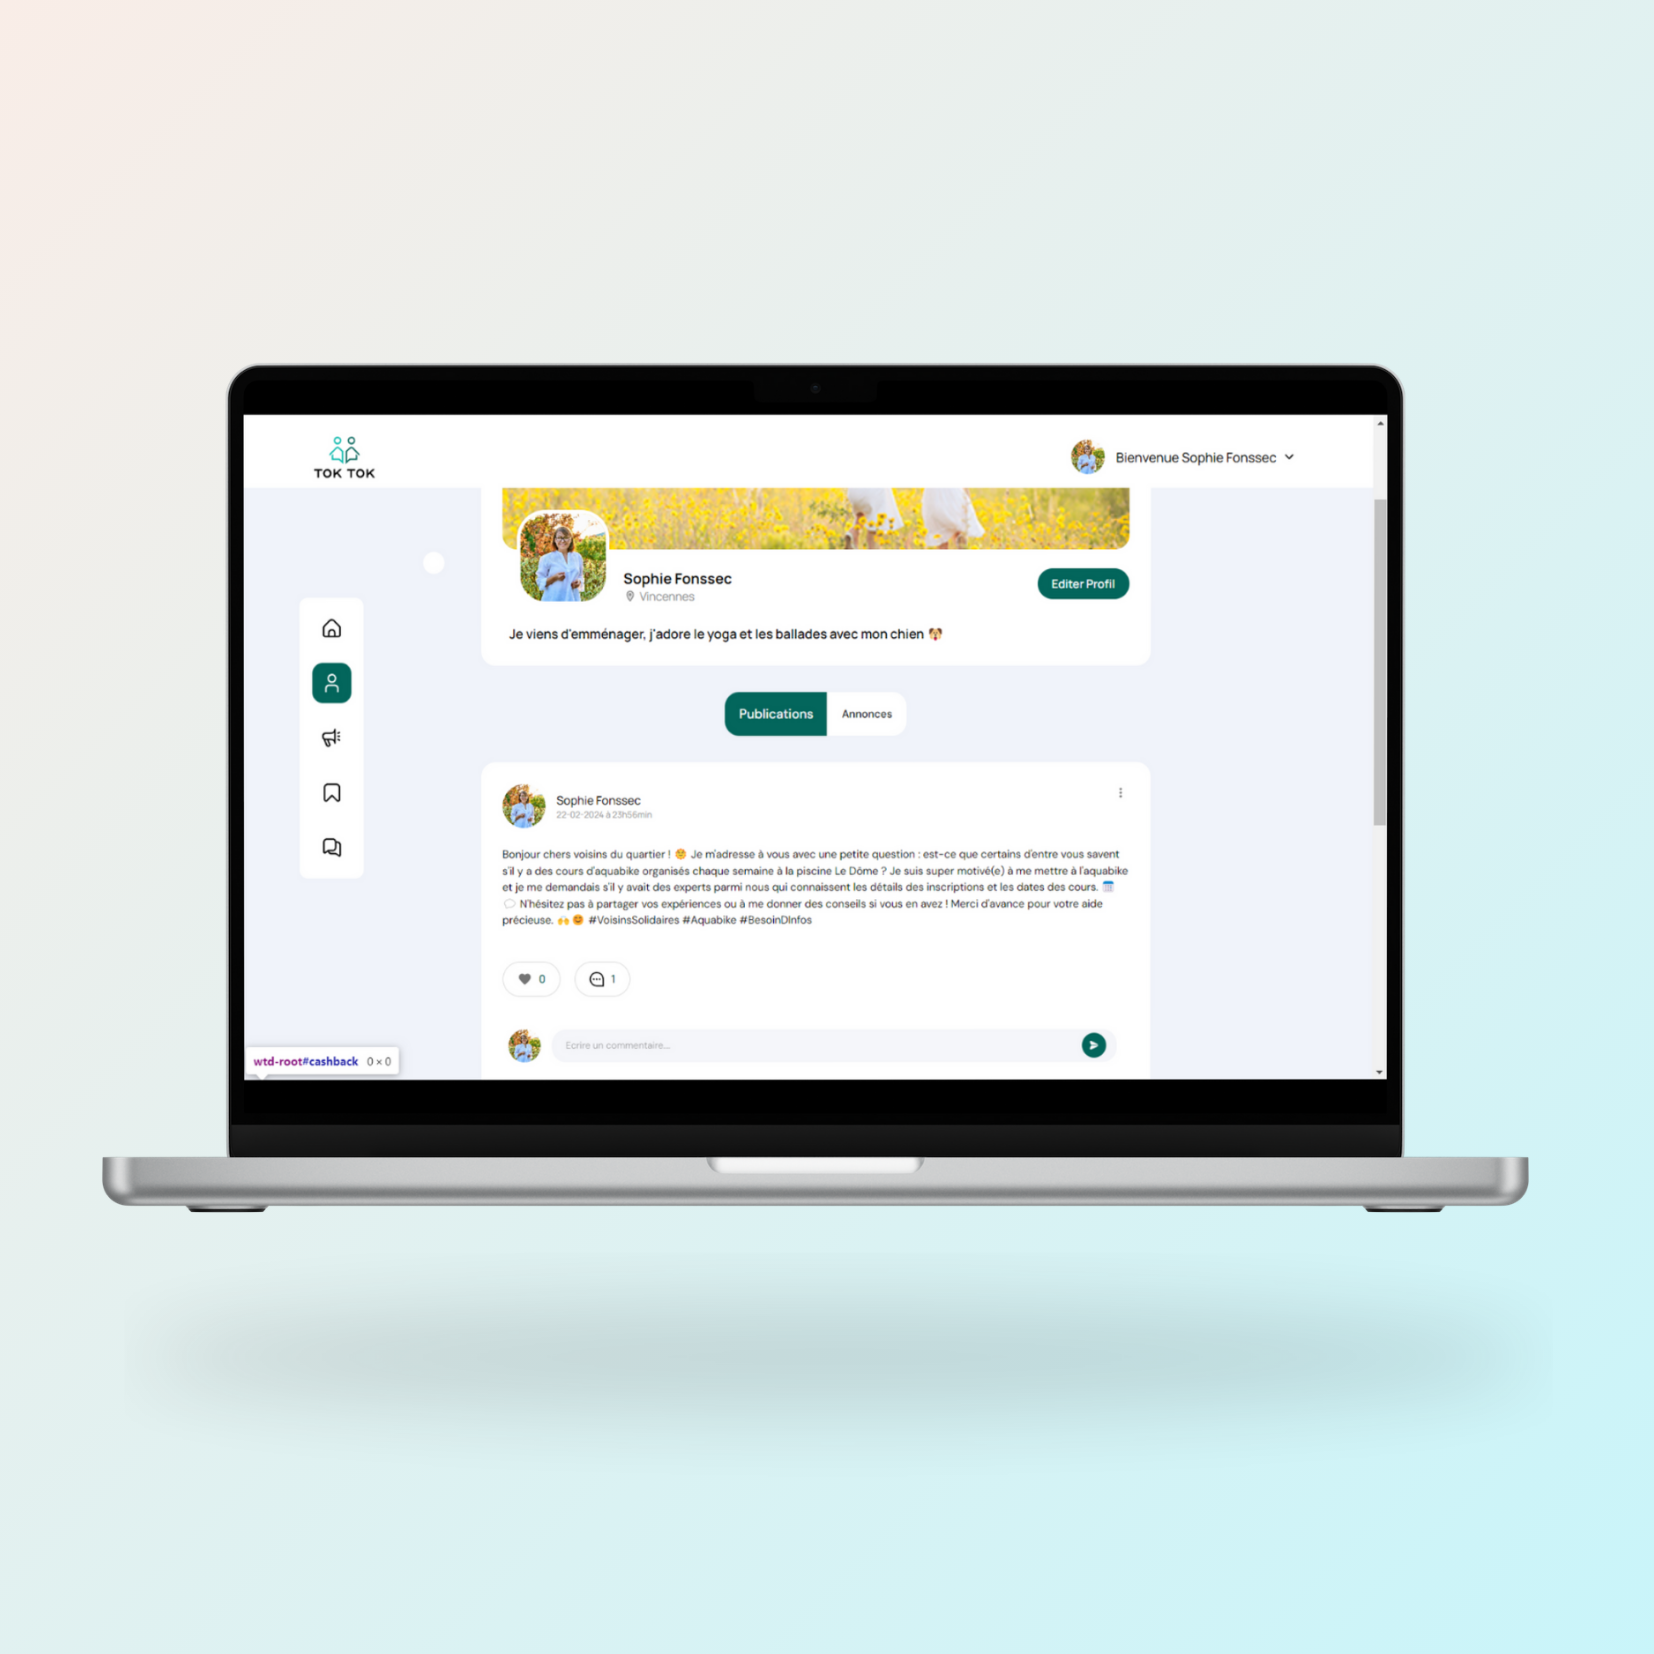 TOK TOK
Bienvenue Sophie Fonssec
Sophie Fonssec
Vincennes
Editer Profil
Je viens d'emménager, j'adore le yoga et les ballades avec mon chien 🐶
Publications
Annonces
Sophie Fonssec
22-02-2024 à 23h56min
Bonjour chers voisins du quartier ! 😊 Je m'adresse à vous avec une petite question : est-ce que certains d'entre vous savent
s'il y a des cours d'aquabike organisés chaque semaine à la piscine Le Dôme ? Je suis super motivé(e) à me mettre à l'aquabike
et je me demandais s'il y avait des experts parmi nous qui connaissent les détails des inscriptions et les dates des cours. 🗓️
💬 N'hésitez pas à partager vos expériences ou à me donner des conseils si vous en avez ! Merci d'avance pour votre aide
précieuse. 🙌 😊 #VoisinsSolidaires #Aquabike #BesoinDInfos
0
1
Ecrire un commentaire...
wtd-root#cashback 0 × 0